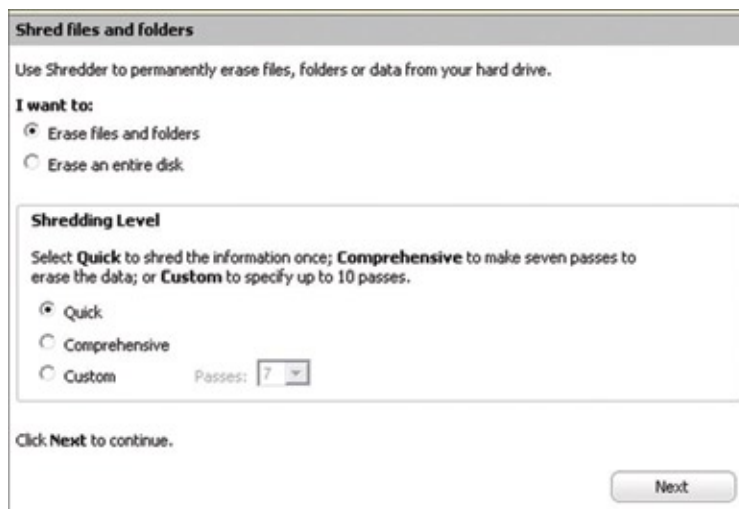 Shred files and folders
Use Shredder to permanently erase files, folders or data from your hard drive.
I want to:
Erase files and folders
Erase an entire disk
Shredding Level
Select Quick to shred the information once; Comprehensive to make seven passes to
erase the data; or Custom to specify up to 10 passes.
Quick
Comprehensive
Custom Passes: 7
Click Next to continue.
Next